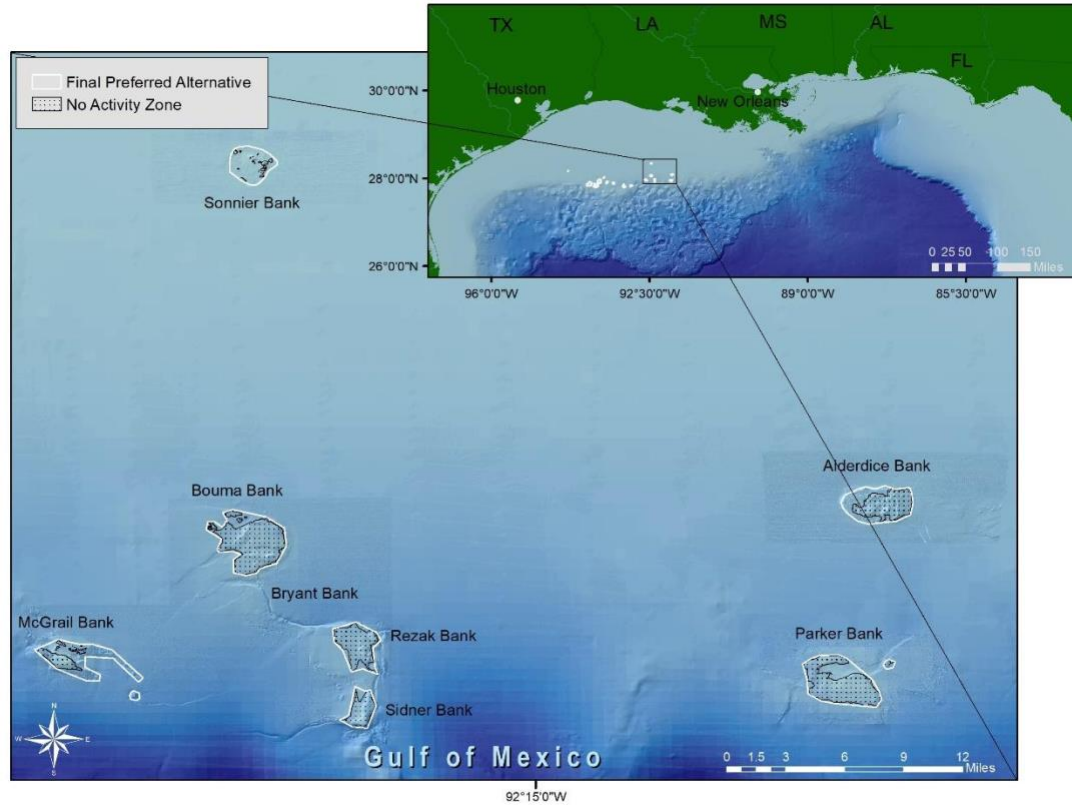 Final Preferred Alternative
No Activity Zone
TX
LA
MS
AL
FL
Houston
New Orleans
30°0'0"N
28°0'0"N
26°0'0"N
96°0'0"W
92°30'0"W
89°0'0"W
85°30'0"W
0 25 50 100 150
Miles
Sonnier Bank
Alderdice Bank
Bouma Bank
Bryant Bank
McGrail Bank
Rezak Bank
Parker Bank
Sidner Bank
N
W E
S
Gulf of Mexico
0 1.5 3 6 9 12
Miles
92°15'0"W